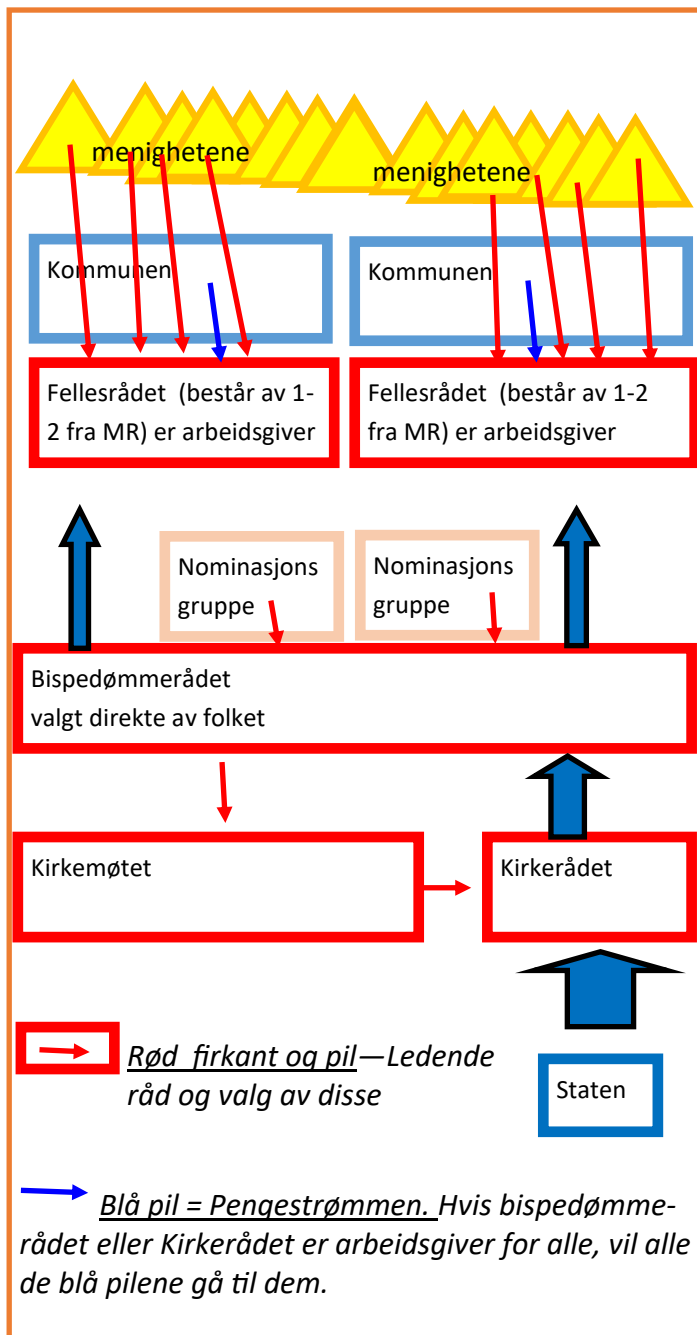 menighetene
menighetene
Kommunen
Kommunen
Fellesrådet  (består av 1-
2 fra MR) er arbeidsgiver
Fellesrådet  (består av 1-2
fra MR) er arbeidsgiver
Nominasjons
gruppe
Nominasjons
gruppe
Bispedømmerådet
valgt direkte av folket
Kirkemøtet
Kirkerådet
Rød  firkant og pil—Ledende
råd og valg av disse
Staten
Blå pil = Pengestrømmen. Hvis bispedømme-
rådet eller Kirkerådet er arbeidsgiver for alle, vil alle
de blå pilene gå til dem.